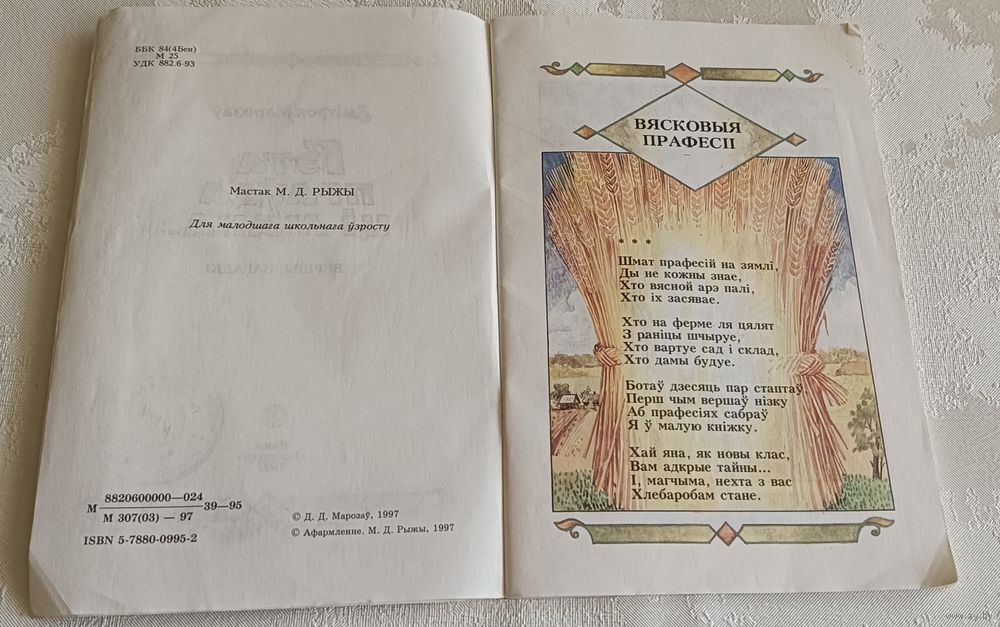 ББК 84(4Беи)
М 25
УДК 882.6-93
Мастак М. Д. РЫЖЫ
Для малодшага школьнага ўзросту
М 8820600000—024 39—95
М 307(03) — 97
ISBN 5-7880-0995-2
© Д. Д. Марозаў, 1997
© Афармленне. М. Д. Рыжы, 1997
ВЯСКОВЫЯ
ПРАФЕСІІ
* * *
Шмат прафесій на зямлі,
Ды не кожны знае,
Хто вясной арэ палі,
Хто іх засявае.
Хто на ферме ля цялят
З раніцы шчыруе,
Хто вартуе сад і склад,
Хто дамы будуе.
Ботаў дзесяць пар стаптаў
Перш чым вершаў нізку
Аб прафесіях сабраў
Я ў малую кніжку.
Хай яна, як новы клас,
Вам адкрые тайны...
І, магчыма, нехта з вас
Хлебаробам стане.
www.ay.by